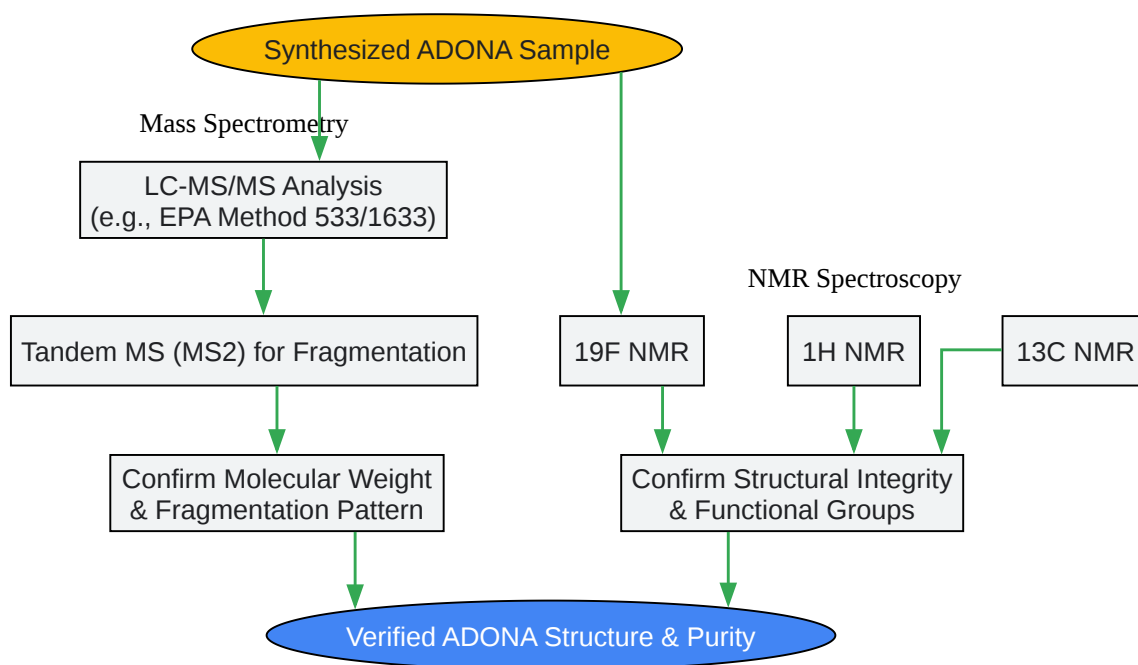 Synthesized ADONA Sample
Mass Spectrometry
LC-MS/MS Analysis
(e.g., EPA Method 533/1633)
NMR Spectroscopy
Tandem MS (MS2) for Fragmentation
19F NMR
1H NMR
13C NMR
Confirm Molecular Weight
& Fragmentation Pattern
Confirm Structural Integrity
& Functional Groups
Verified ADONA Structure & Purity